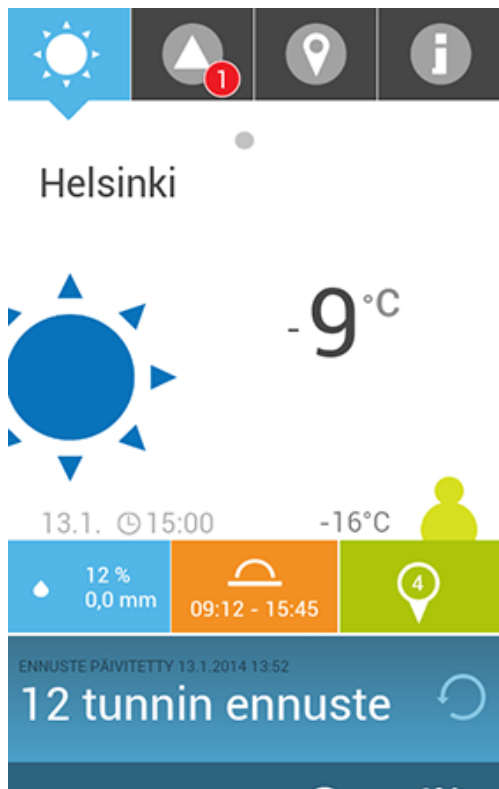 1
Helsinki
-9 °C
13.1. 15:00
-16°C
12 %
0,0 mm
09:12 - 15:45
4
ENNUSTE PÄIVITETTY 13.1.2014 13:52
12 tunnin ennuste